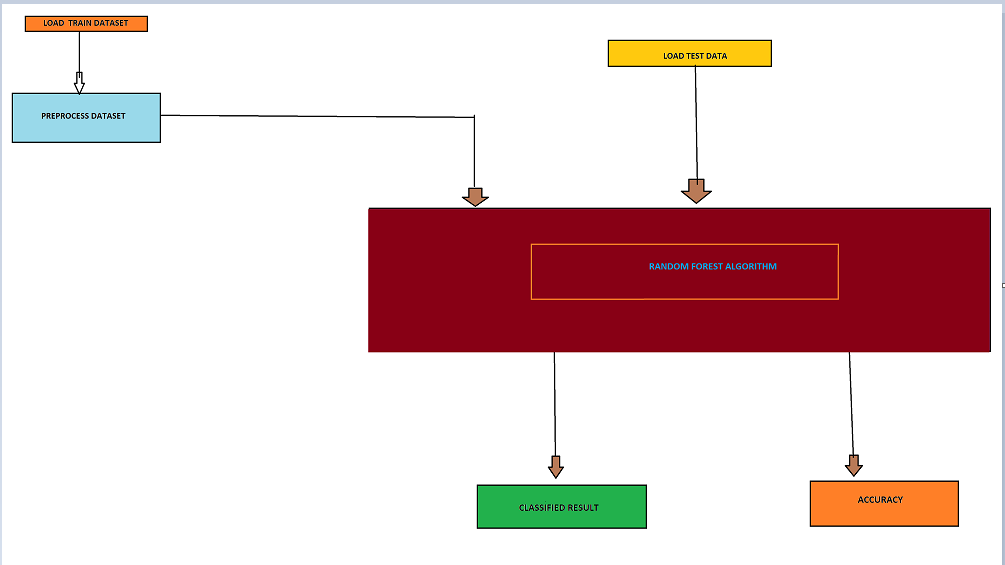 LOAD TRAIN DATASET
LOAD TEST DATA
PREPROCESS DATASET
RANDOM FOREST ALGORITHM
CLASSIFIED RESULT
ACCURACY